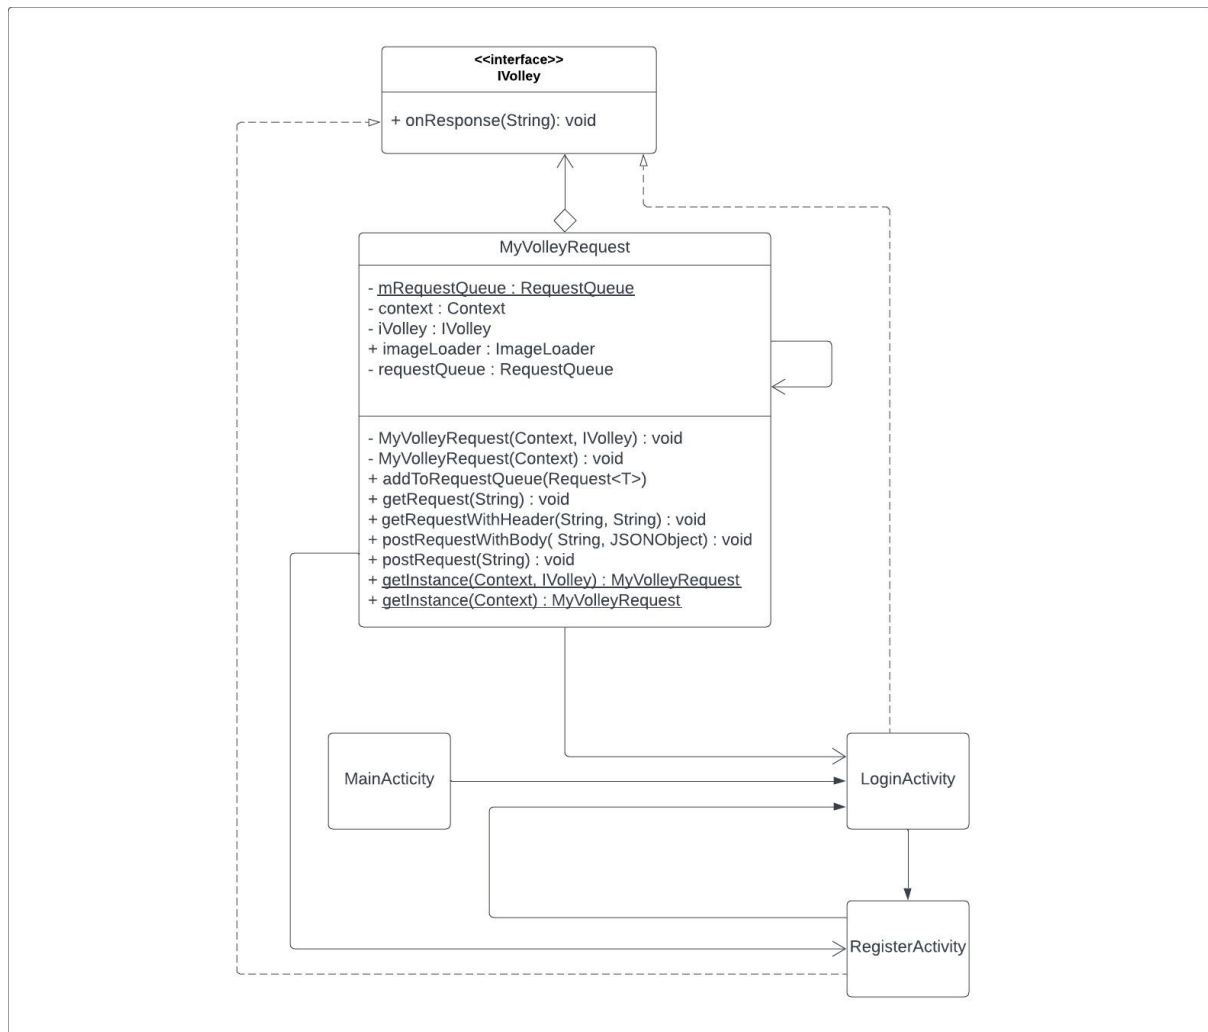 <<interface>>
IVolley
+ onResponse(String): void
MyVolleyRequest
- mRequestQueue : RequestQueue
- context : Context
- iVolley : IVolley
+ imageLoader : ImageLoader
- requestQueue : RequestQueue
- MyVolleyRequest(Context, IVolley) : void
- MyVolleyRequest(Context) : void
+ addToRequestQueue(Request<T>)
+ getRequest(String) : void
+ getRequestWithHeader(String, String) : void
+ postRequestWithBody( String, JSONObject) : void
+ postRequest(String) : void
+ getInstance(Context, IVolley) : MyVolleyRequest
+ getInstance(Context) : MyVolleyRequest
MainActicity
LoginActivity
RegisterActivity